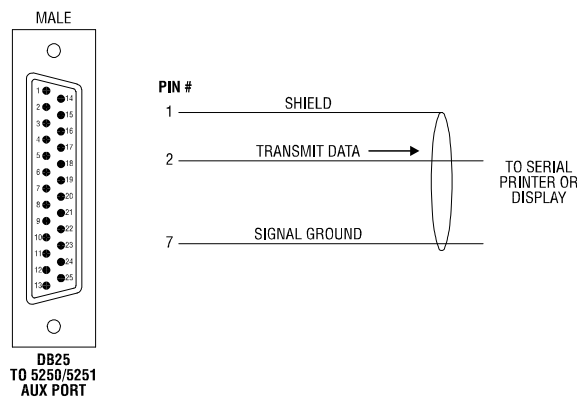 MALE
1
14
2
15
3
16
4
17
5
18
6
19
7
20
8
21
9
22
10
23
11
24
12
25
13
DB25
TO 5250/5251
AUX PORT
PIN #
1
SHIELD
2
TRANSMIT DATA
7
SIGNAL GROUND
TO SERIAL
PRINTER OR
DISPLAY